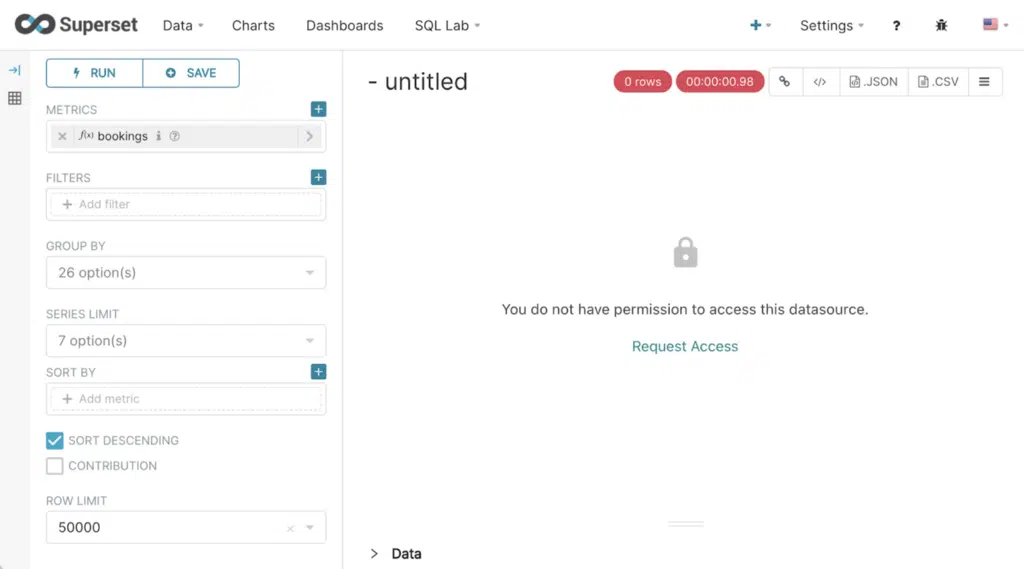 Superset Data Charts Dashboards SQL Lab + Settings ?
RUN SAVE
- untitled 0 rows 00:00:00.98 </> .JSON .CSV
METRICS
f(x) bookings i ?
FILTERS
+ Add filter
GROUP BY
26 option(s)
SERIES LIMIT
7 option(s)
SORT BY
+ Add metric
SORT DESCENDING
CONTRIBUTION
ROW LIMIT
50000
You do not have permission to access this datasource.
Request Access
> Data